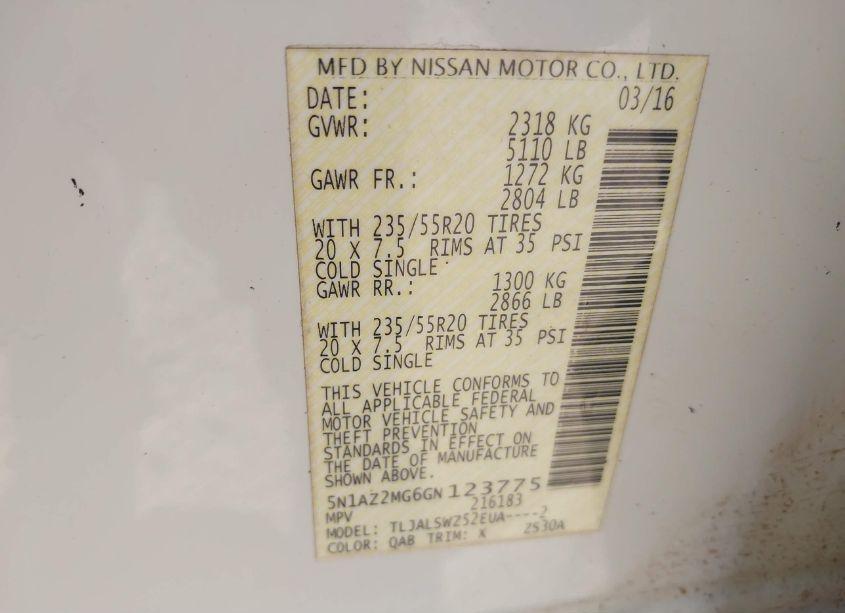 MFD BY NISSAN MOTOR CO., LTD.
DATE: 03/16
GVWR: 2318 KG
5110 LB
GAWR FR.: 1272 KG
2804 LB
WITH 235/55R20 TIRES
20 X 7.5 RIMS AT 35 PSI
COLD SINGLE
GAWR RR.: 1300 KG
2866 LB
WITH 235/55R20 TIRES
20 X 7.5 RIMS AT 35 PSI
COLD SINGLE
THIS VEHICLE CONFORMS TO
ALL APPLICABLE FEDERAL
MOTOR VEHICLE SAFETY AND
THEFT PREVENTION
STANDARDS IN EFFECT ON
THE DATE OF MANUFACTURE
SHOWN ABOVE.
5N1AZ2MG6GN123775
MPV 216183
MODEL: TLJALSWZ52EUA----2
COLOR: QAB TRIM: X Z530A